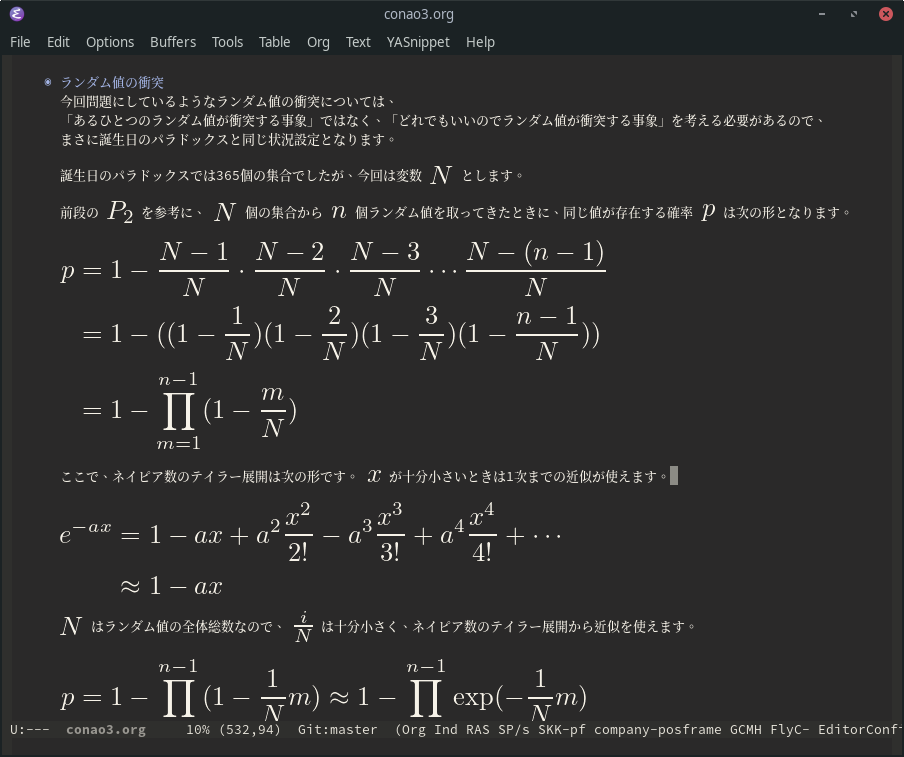 conao3.org
File Edit Options Buffers Tools Table Org Text YASnippet Help
ランダム値の衝突
今回問題にしているようなランダム値の衝突については、
「あるひとつのランダム値が衝突する事象」ではなく、「どれでもいいのでランダム値が衝突する事象」を考える必要があるので、
まさに誕生日のパラドックスと同じ状況設定となります。
誕生日のパラドックスでは365個の集合でしたが、今回は変数 N とします。
前段の P₂ を参考に、 N 個の集合から n 個ランダム値を取ってきたときに、同じ値が存在する確率 p は次の形となります。
p = 1 − \frac{N − 1}{N} · \frac{N − 2}{N} · \frac{N − 3}{N} ··· \frac{N − (n − 1)}{N}
= 1 − ((1 − \frac{1}{N})(1 − \frac{2}{N})(1 − \frac{3}{N})(1 − \frac{n − 1}{N}))
= 1 − \prod_{m=1}^{n−1} (1 − \frac{m}{N})
ここで、ネイピア数のテイラー展開は次の形です。 x が十分小さいときは1次までの近似が使えます。
e^{−ax} = 1 − ax + a^2 \frac{x^2}{2!} − a^3 \frac{x^3}{3!} + a^4 \frac{x^4}{4!} + ···
≈ 1 − ax
N はランダム値の全体総数なので、 \frac{i}{N} は十分小さく、ネイピア数のテイラー展開から近似を使えます。
p = 1 − \prod^{n−1} (1 − \frac{1}{N} m) ≈ 1 − \prod^{n−1} exp(−\frac{1}{N} m)
U:--- conao3.org 10% (532,94) Git:master (Org Ind RAS SP/s SKK-pf company-posframe GCMH FlyC- EditorConf